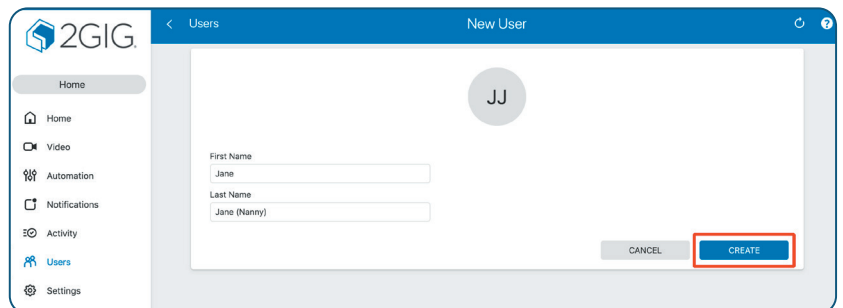 2GIG
Users
New User
?
Home
Home
Video
Automation
Notifications
Activity
Users
Settings
JJ
First Name
Jane
Last Name
Jane (Nanny)
CANCEL
CREATE